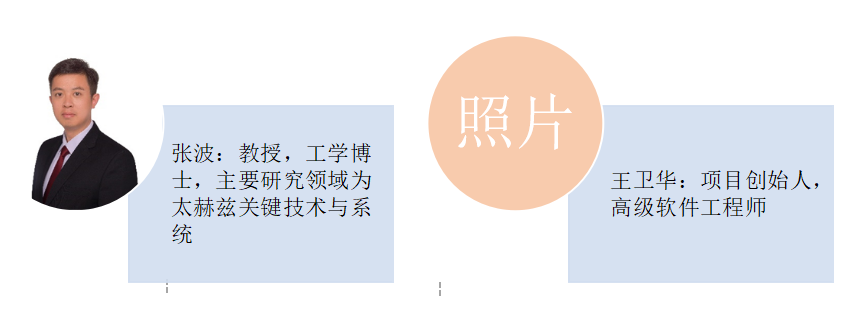 张波：教授，工学博
士，主要研究领域为
太赫兹关键技术与系
统
照片
王卫华：项目创始人，
高级软件工程师